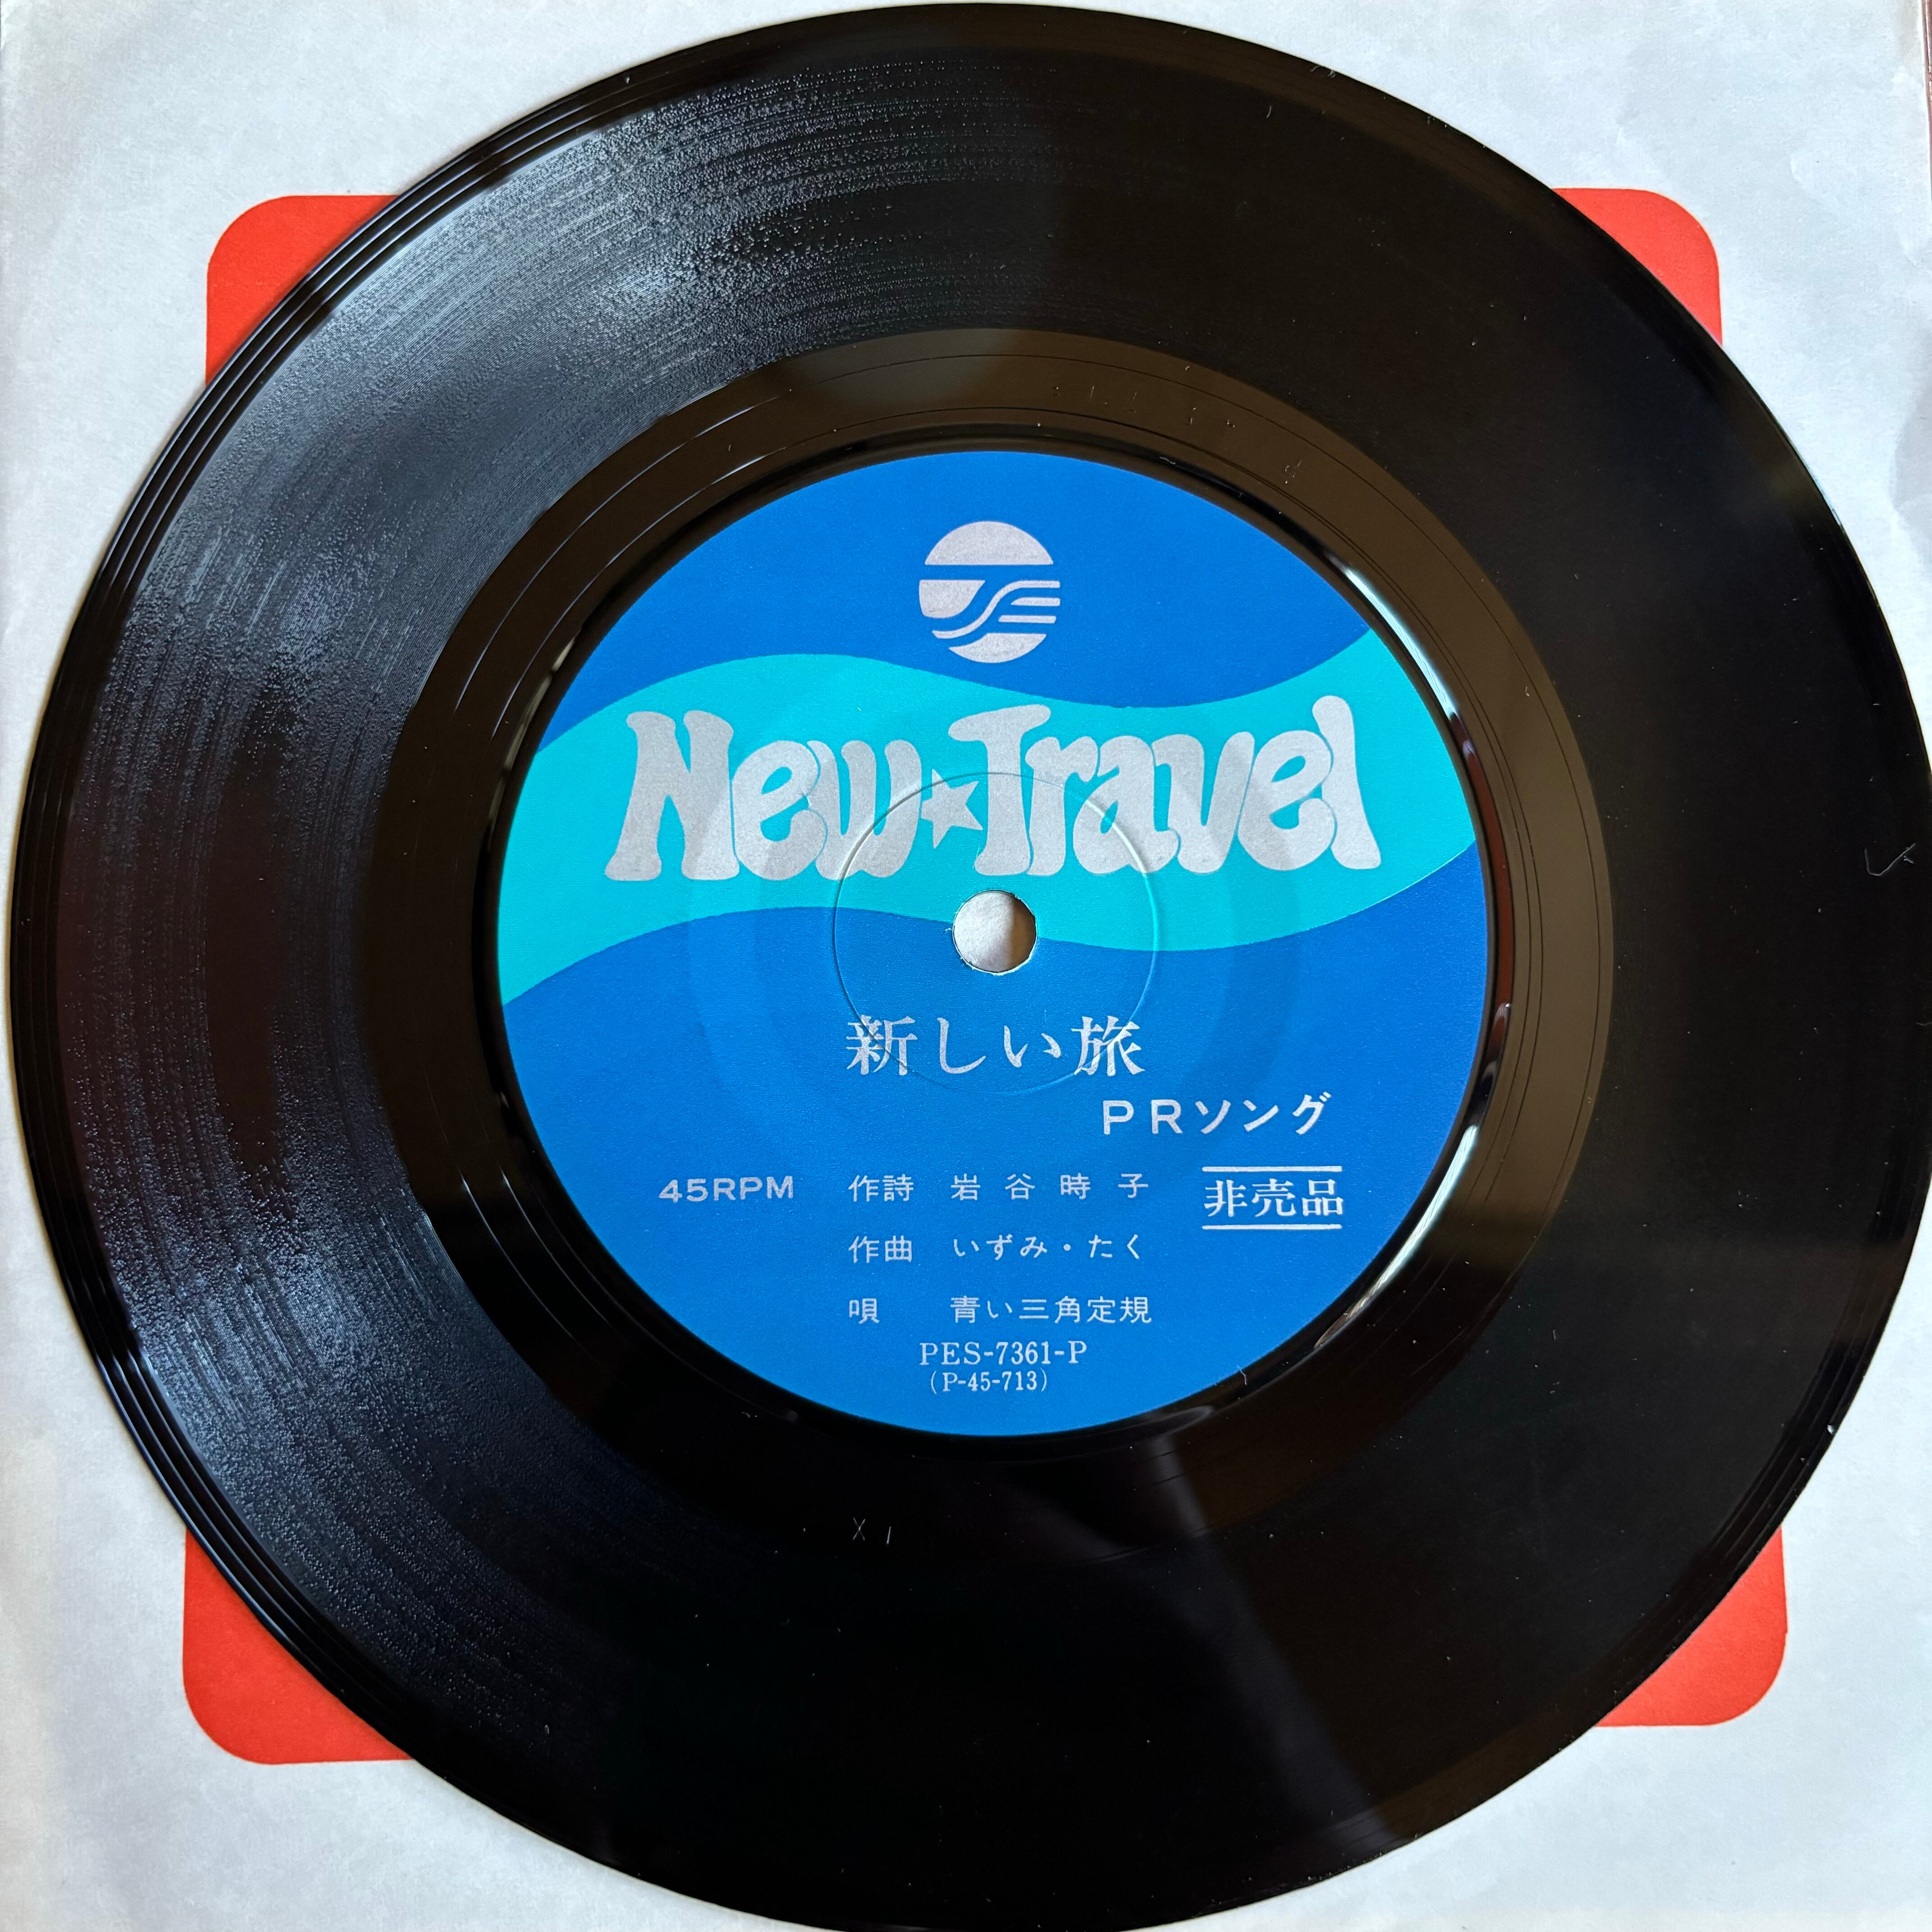 New★Travel
新しい旅
PRソング
45RPM 作詩 岩谷時子 非売品
作曲 いずみ・たく
唄 青い三角定規
PES-7361-P
(P-45-713)